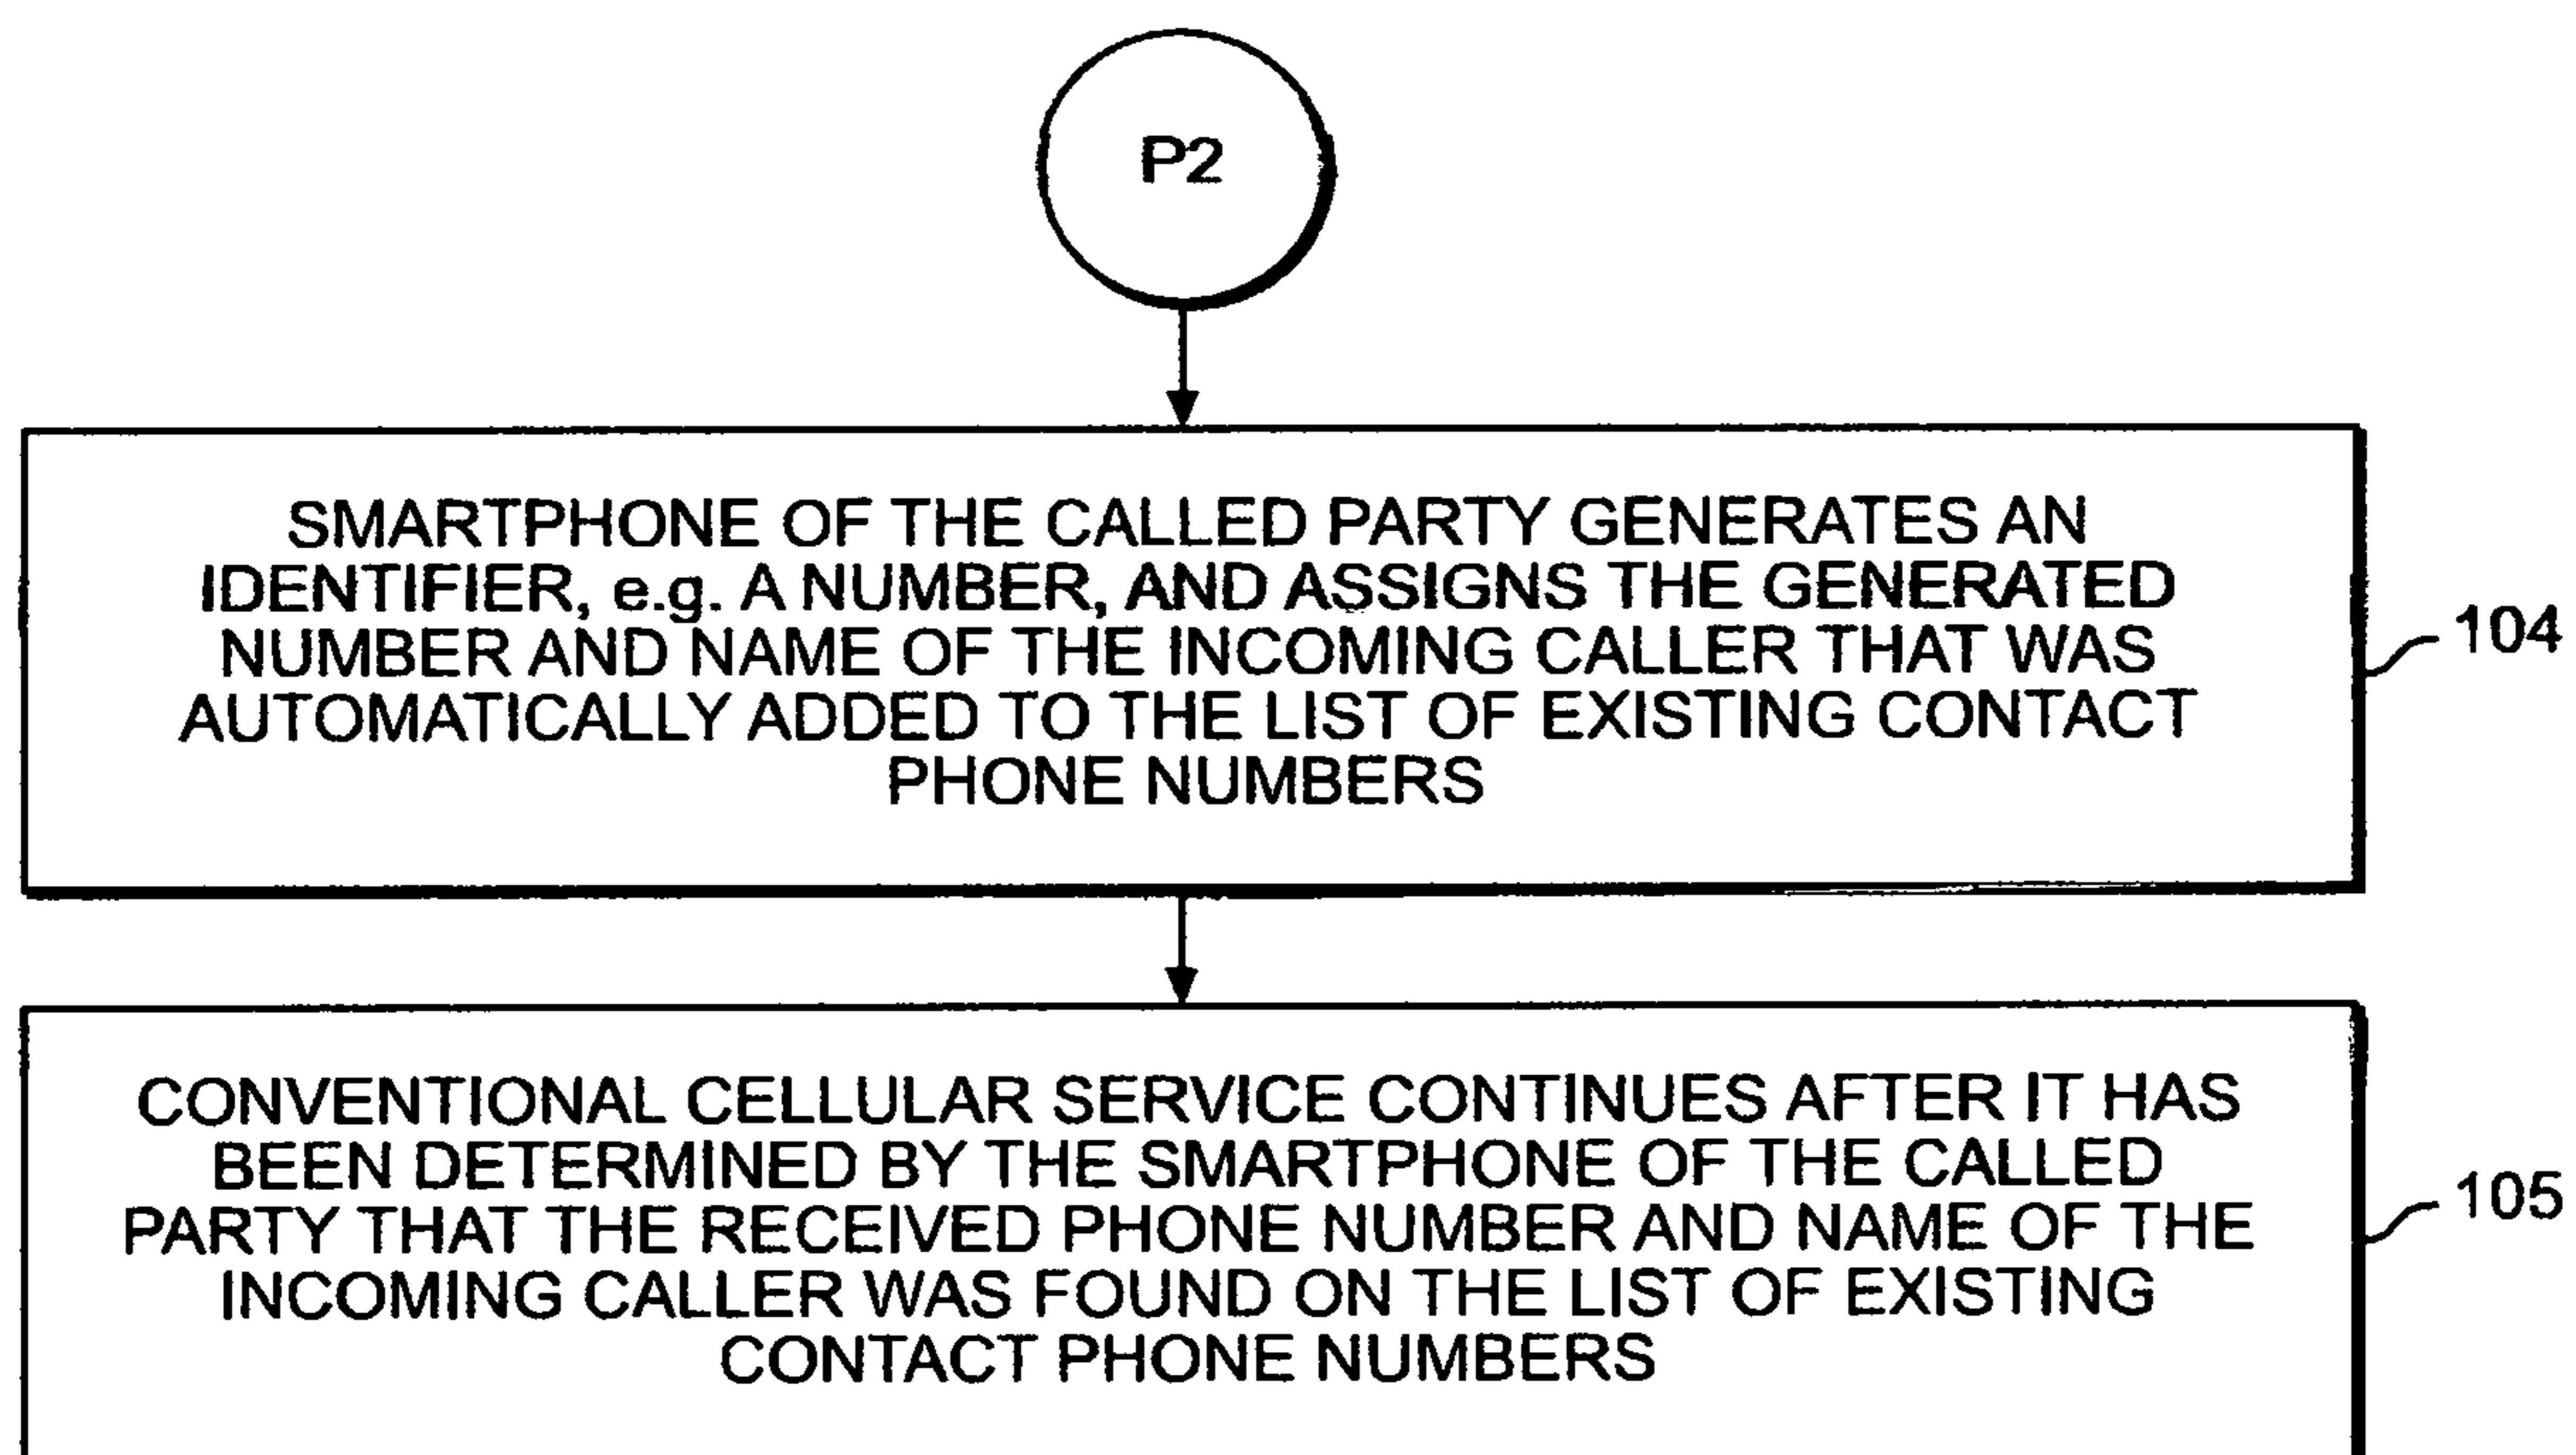 P2
SMARTPHONE OF THE CALLED PARTY GENERATES AN
IDENTIFIER, e.g. A NUMBER, AND ASSIGNS THE GENERATED
NUMBER AND NAME OF THE INCOMING CALLER THAT WAS
AUTOMATICALLY ADDED TO THE LIST OF EXISTING CONTACT
PHONE NUMBERS
104
CONVENTIONAL CELLULAR SERVICE CONTINUES AFTER IT HAS
BEEN DETERMINED BY THE SMARTPHONE OF THE CALLED
PARTY THAT THE RECEIVED PHONE NUMBER AND NAME OF THE
INCOMING CALLER WAS FOUND ON THE LIST OF EXISTING
CONTACT PHONE NUMBERS
105